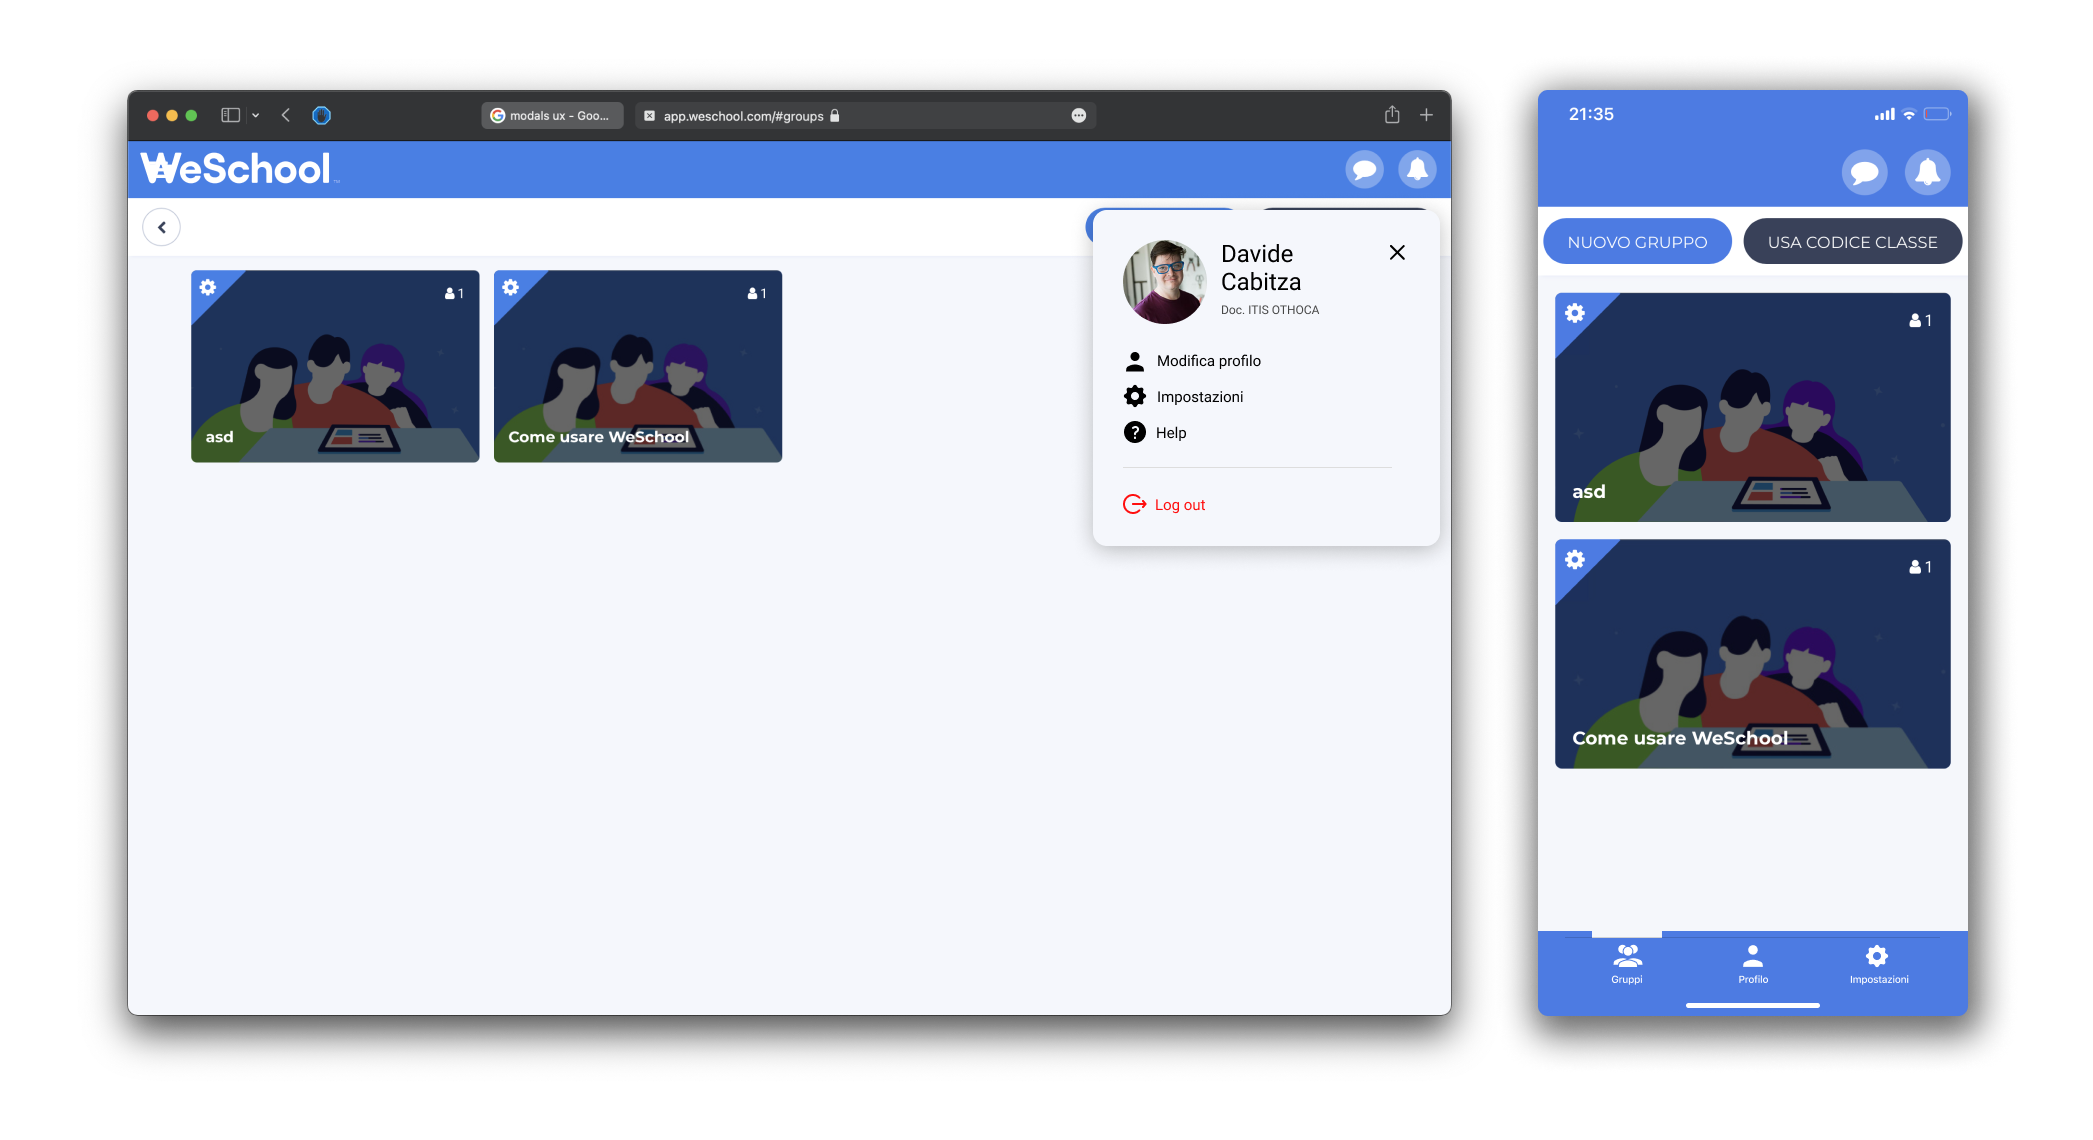 modals ux - Goo...
app.weschool.com/#groups
WeSchool
1
asd
1
Come usare WeSchool
Davide
Cabitza
Doc. ITIS OTHOCA
Modifica profilo
Impostazioni
Help
Log out
21:35
NUOVO GRUPPO
USA CODICE CLASSE
1
asd
1
Come usare WeSchool
Gruppi
Profilo
Impostazioni